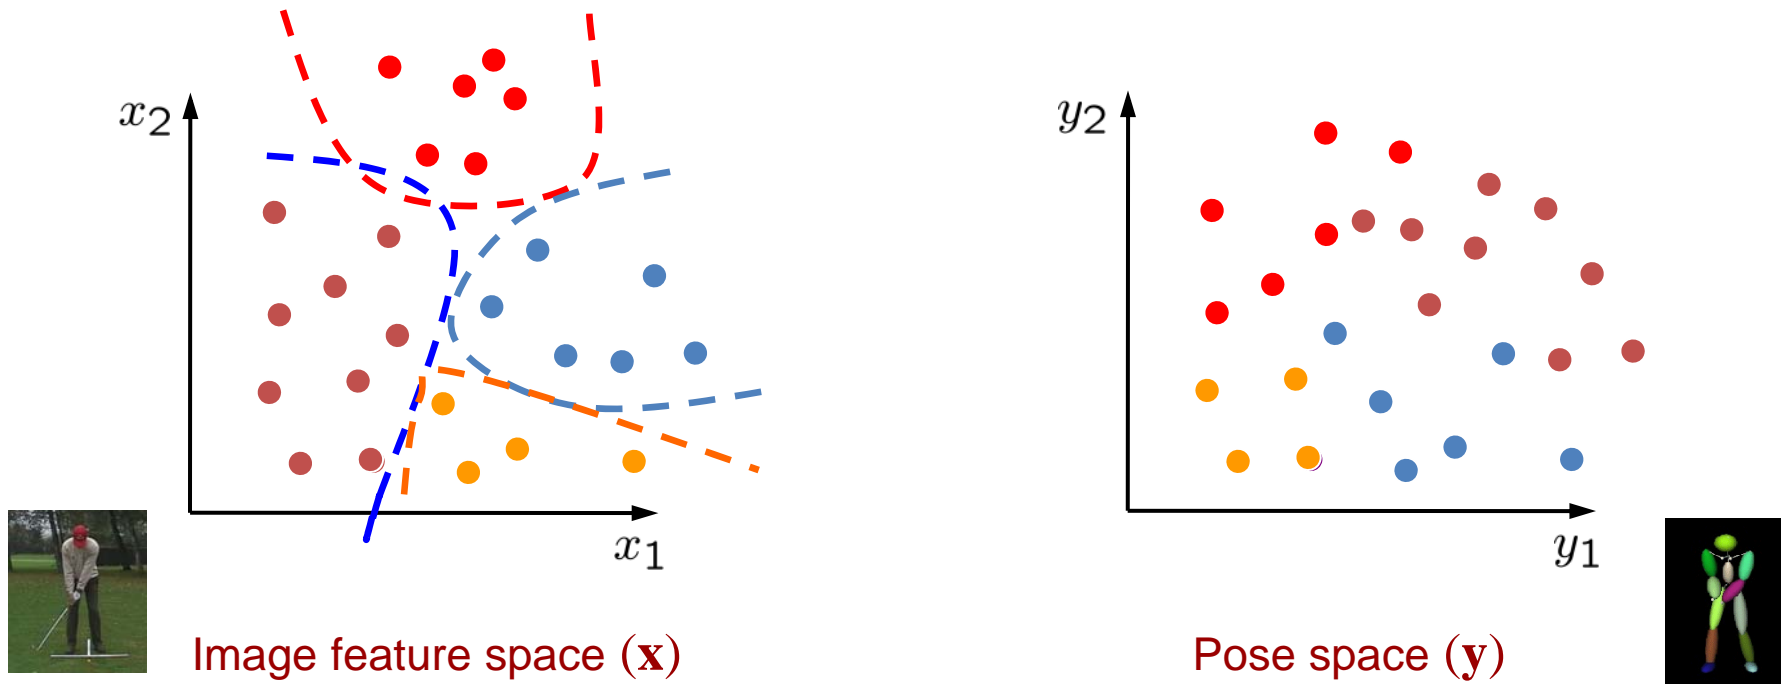 x2
y2
x1
y1
Image feature space (x)
Pose space (y)